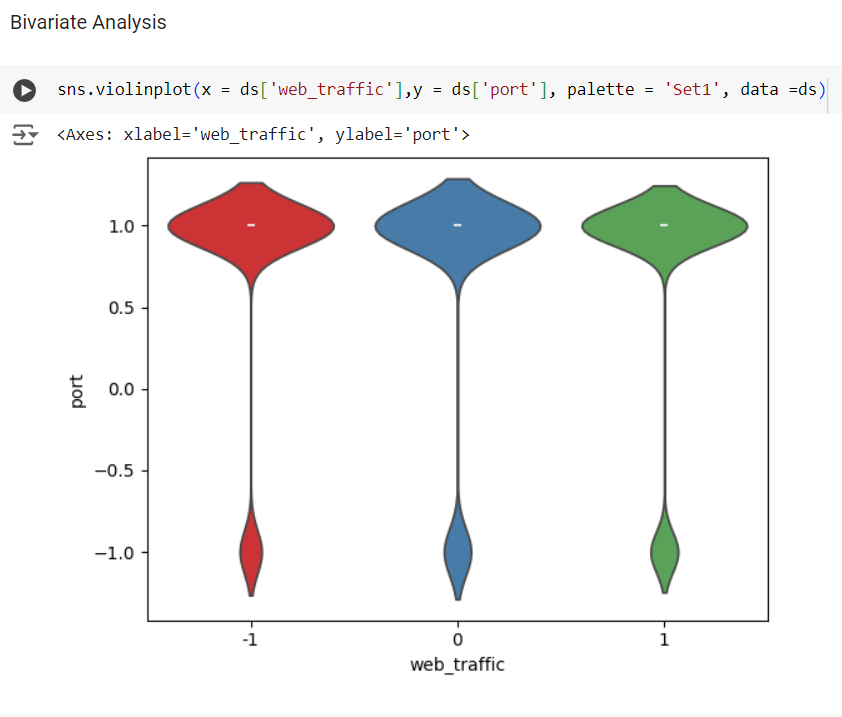 Bivariate Analysis
sns.violinplot(x = ds['web_traffic'],y = ds['port'], palette = 'Set1', data =ds)
<Axes: xlabel='web_traffic', ylabel='port'>
1.0
0.5
0.0
−0.5
−1.0
port
-1 0 1
web_traffic